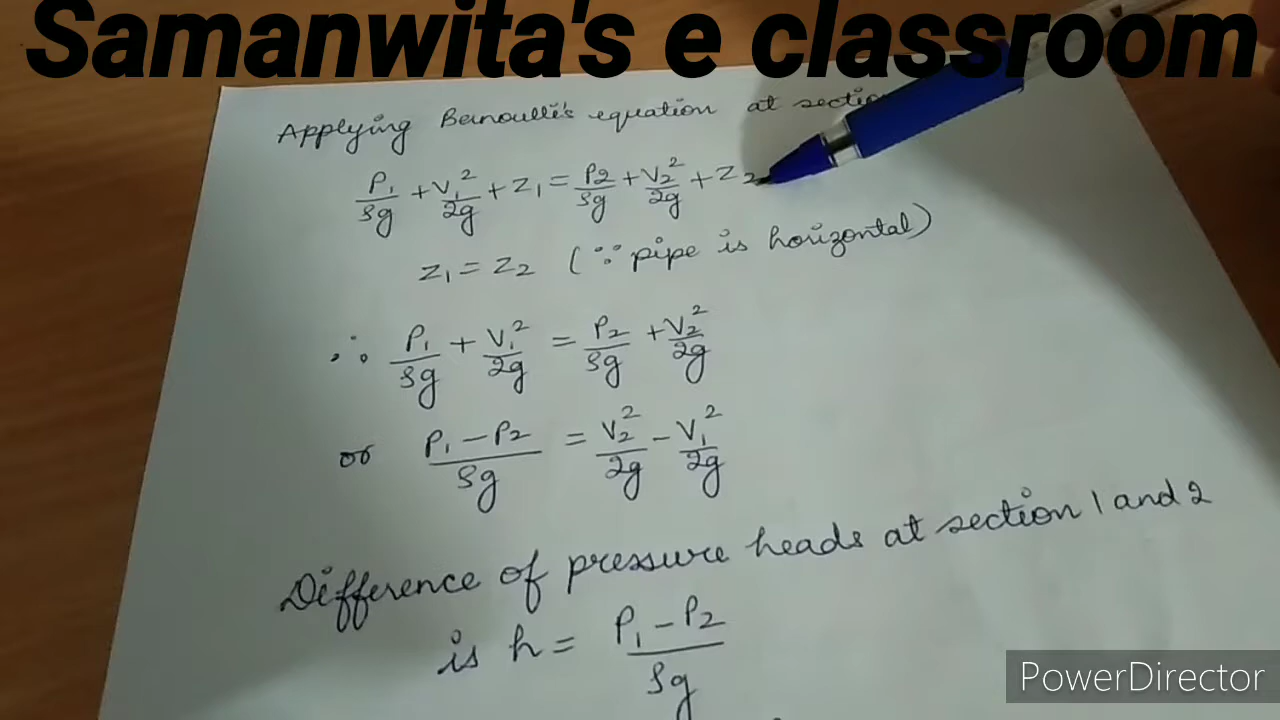 Samanwita's e classroom
Applying Bernoulli's equation at
P₁/ρg + V₁²/2g + Z₁ = P₂/ρg + V₂²/2g + Z₂
Z₁ = Z₂ (∵ pipe is horizontal)
∴ P₁/ρg + V₁²/2g = P₂/ρg + V₂²/2g
or P₁ - P₂/ρg = V₂²/2g - V₁²/2g
Difference of pressure heads at section 1 and 2
is h = P₁ - P₂/ρg
PowerDirector